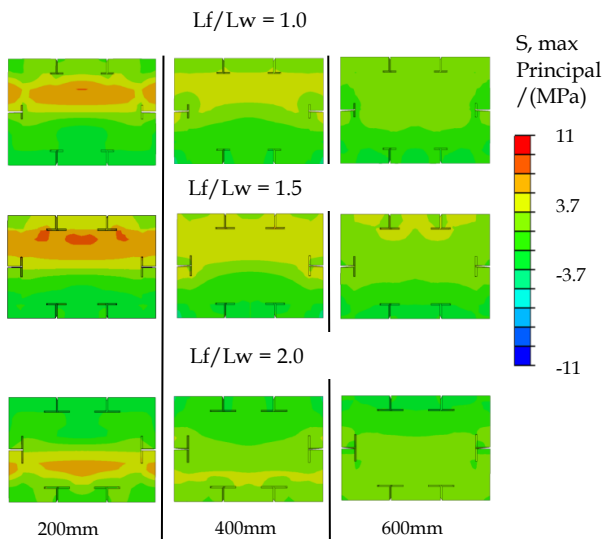 Lf/Lw = 1.0
S, max
Principal
/(MPa)
11
3.7
-3.7
-11
Lf/Lw = 1.5
Lf/Lw = 2.0
200mm
400mm
600mm